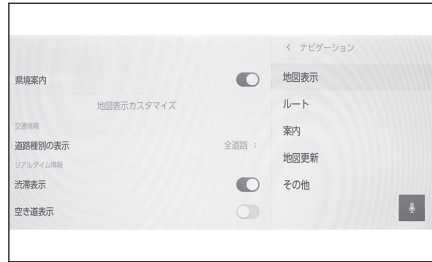 県境案内
地図表示カスタマイズ
交通情報
道路種別の表示
全道路
リアルタイム情報
渋滞表示
空き道表示
ナビゲーション
地図表示
ルート
案内
地図更新
その他